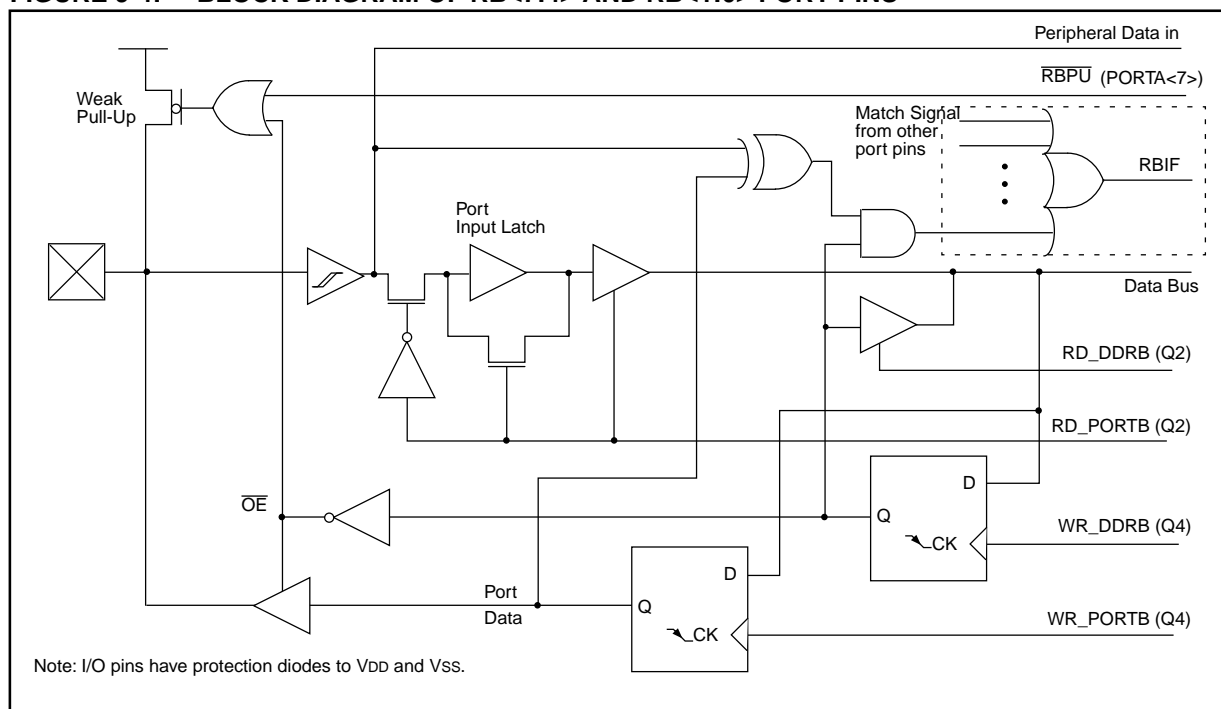 Peripheral Data in
RBPU (PORTA<7>)
Weak
Pull-Up
Match Signal
from other
port pins
RBIF
Port
Input Latch
Data Bus
RD_DDRB (Q2)
RD_PORTB (Q2)
OE
D
Q
CK
WR_DDRB (Q4)
Port
Data
D
Q
CK
WR_PORTB (Q4)
Note: I/O pins have protection diodes to VDD and VSS.